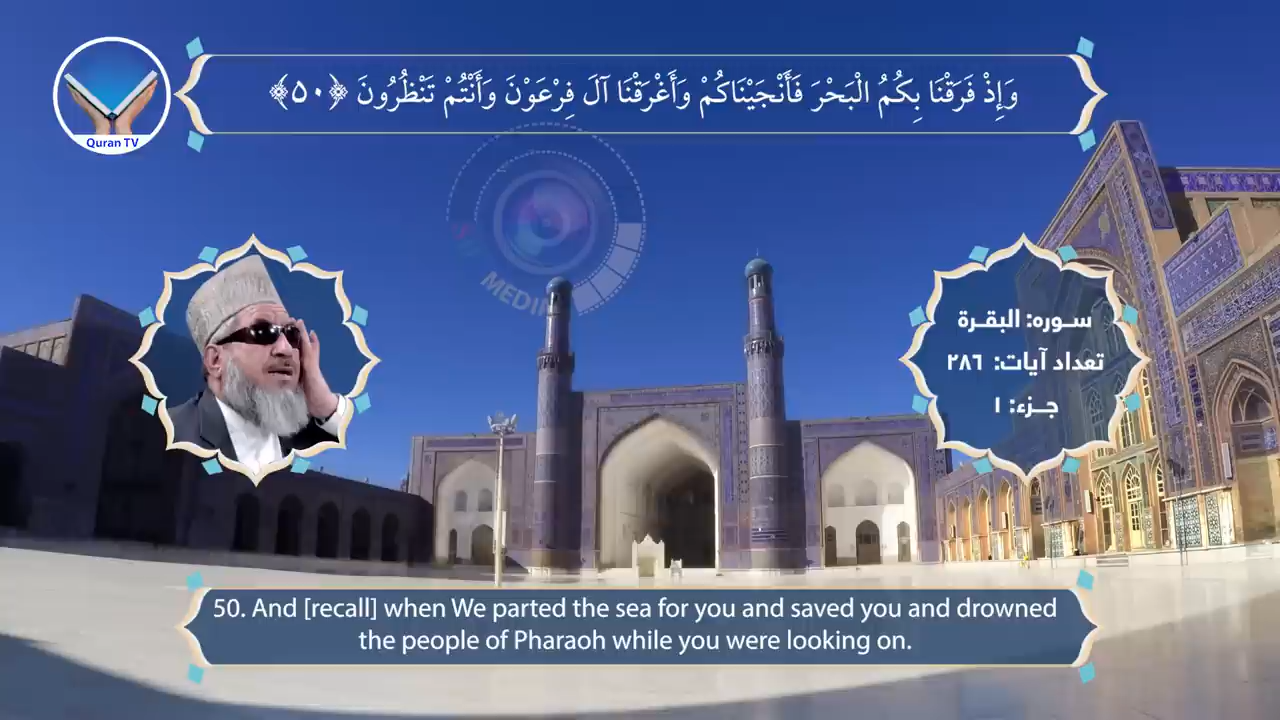 وَإِذْ فَرَقْنَا بِكُمُ الْبَحْرَ فَأَنْجَيْنَاكُمْ وَأَغْرَقْنَا آلَ فِرْعَوْنَ وَأَنْتُمْ تَنْظُرُونَ ﴿٥٠﴾
Quran TV
سوره: البقرة
تعداد آیات: ٢٨٦
جزء: ١
50. And [recall] when We parted the sea for you and saved you and drowned
the people of Pharaoh while you were looking on.